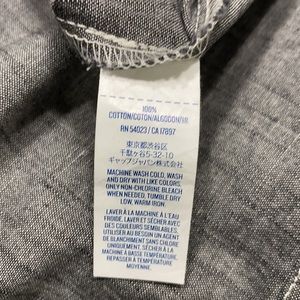 100%
COTTON/COTON/ALGODON/棉
RN 54023 / CA 17897
東京都渋谷区
千駄ヶ谷5-32-10
ギャップジャパン株式会社
MACHINE WASH COLD, WASH
AND DRY WITH LIKE COLORS,
ONLY NON-CHLORINE BLEACH
WHEN NEEDED, TUMBLE DRY
LOW, WARM IRON.
LAVER À LA MACHINE À L'EAU
FROIDE, LAVER ET SÉCHER AVEC
DES COULEURS SEMBLABLES,
UTILISER AU BESOIN UN AGENT
DE BLANCHIMENT SANS CHLORE
UNIQUEMENT, SÉCHER À LA
MACHINE À BASSE TEMPÉRATURE,
REPASSER À TEMPÉRATURE
MOYENNE.